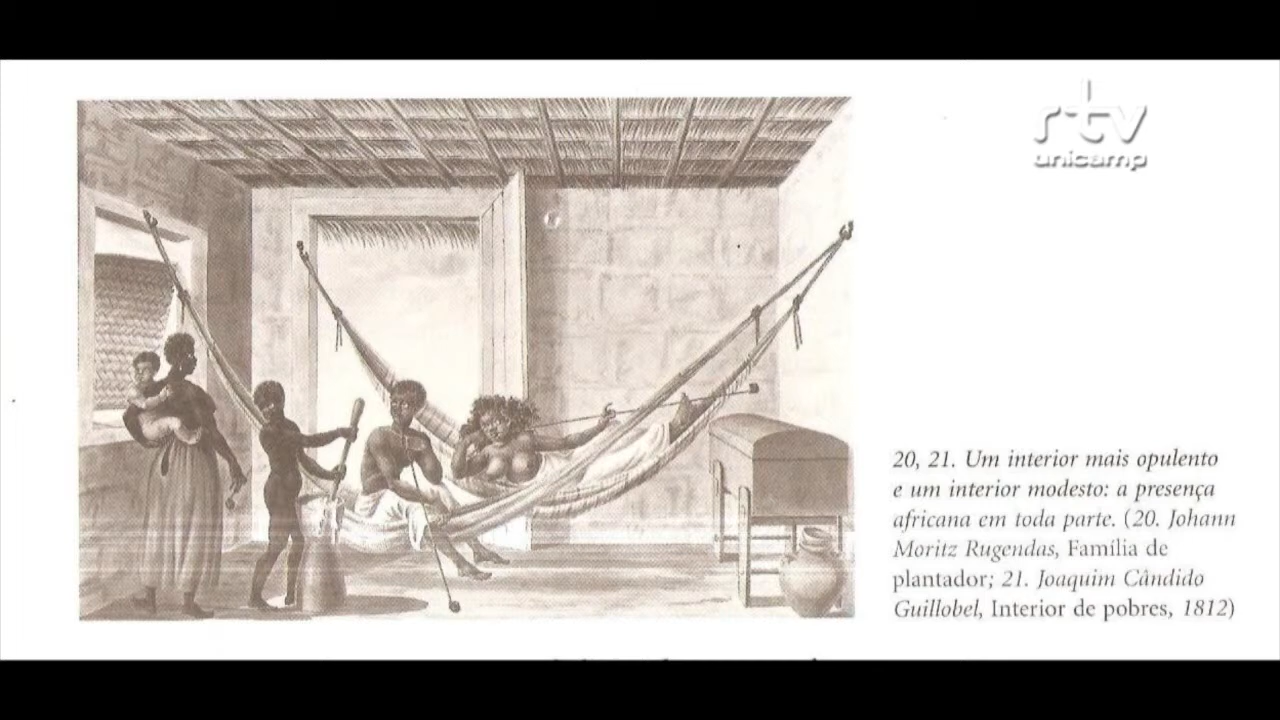 rtv
unicamp
20, 21. Um interior mais opulento
e um interior modesto: a presença
africana em toda parte. (20. Johann
Moritz Rugendas, Família de
plantador; 21. Joaquim Cândido
Guillobel, Interior de pobres, 1812)